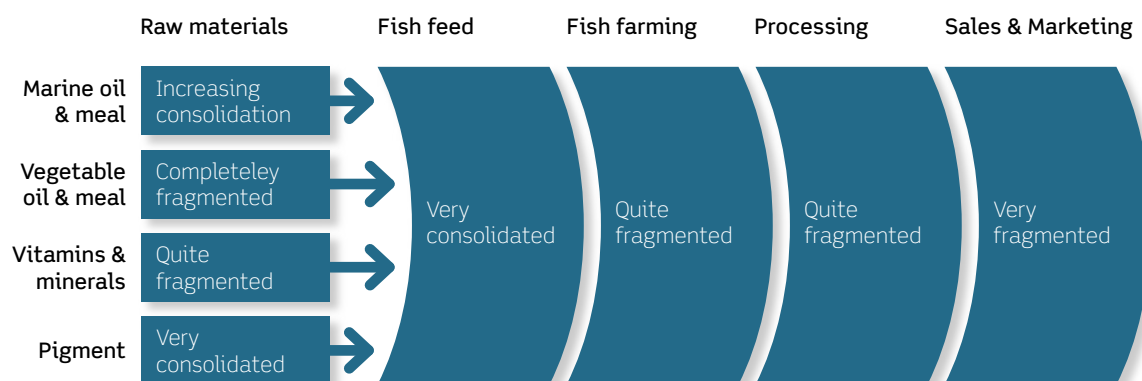 Raw materials
Fish feed
Fish farming
Processing
Sales & Marketing
Marine oil
& meal
Increasing
consolidation
Vegetable
oil & meal
Completeley
fragmented
Vitamins &
minerals
Quite
fragmented
Pigment
Very
consolidated
Very
consolidated
Quite
fragmented
Quite
fragmented
Very
fragmented